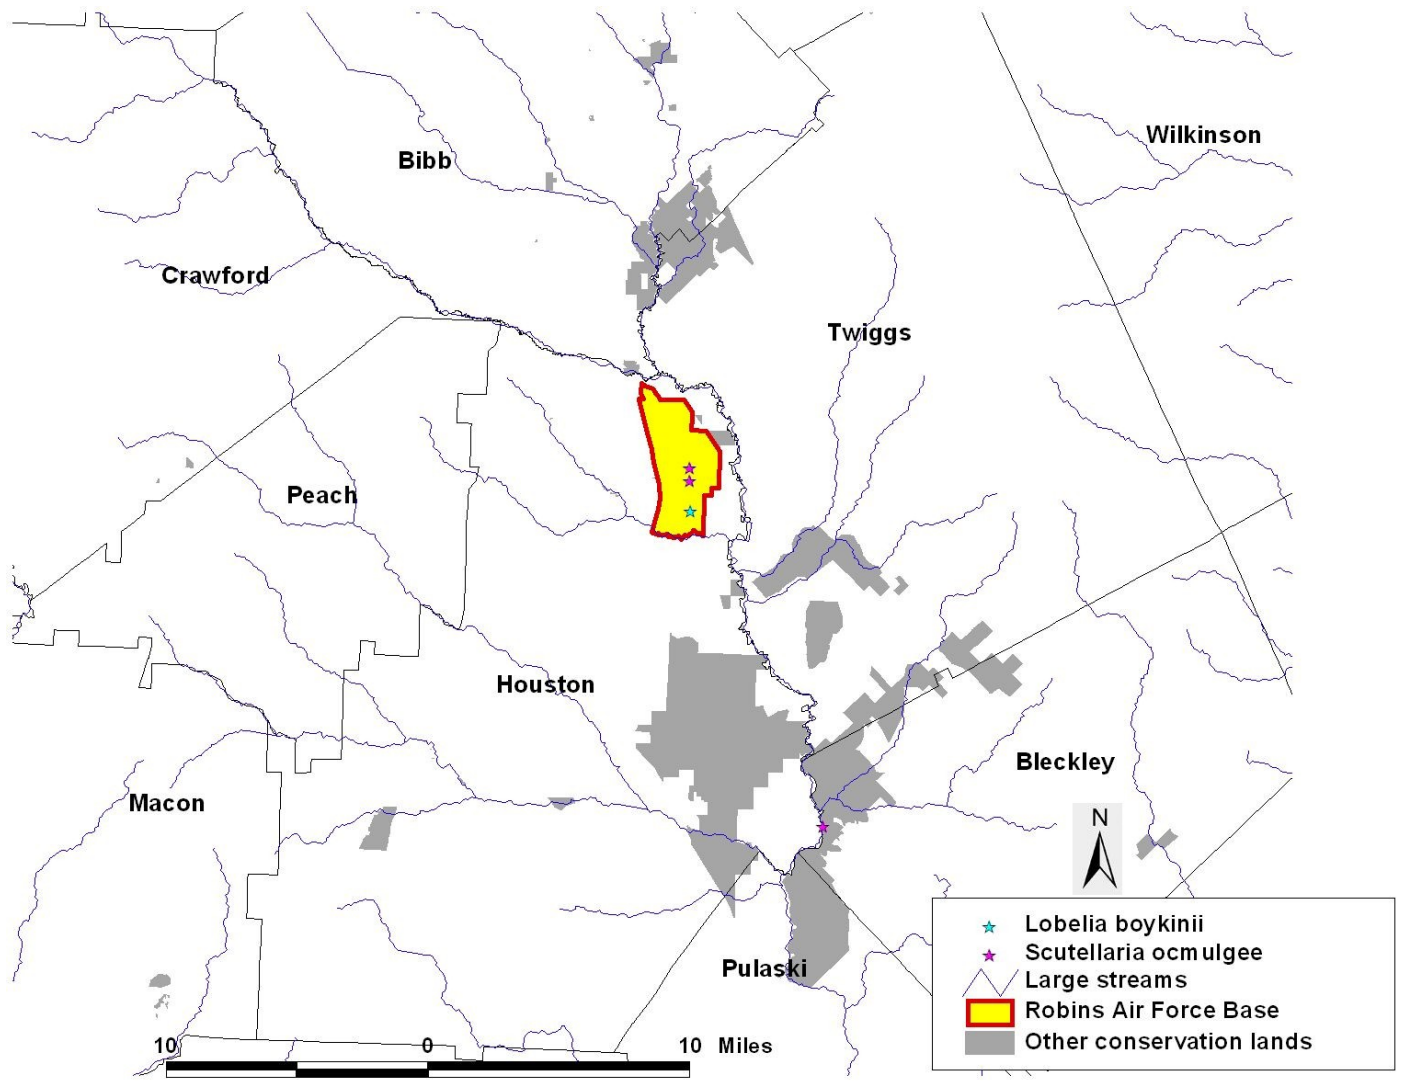 Wilkinson
Bibb
Crawford
Twiggs
Peach
Houston
Bleckley
Macon
N
Lobelia boykinii
Scutellaria ocmulgee
Pulaski
Large streams
Robins Air Force Base
Other conservation lands
10 0 10 Miles